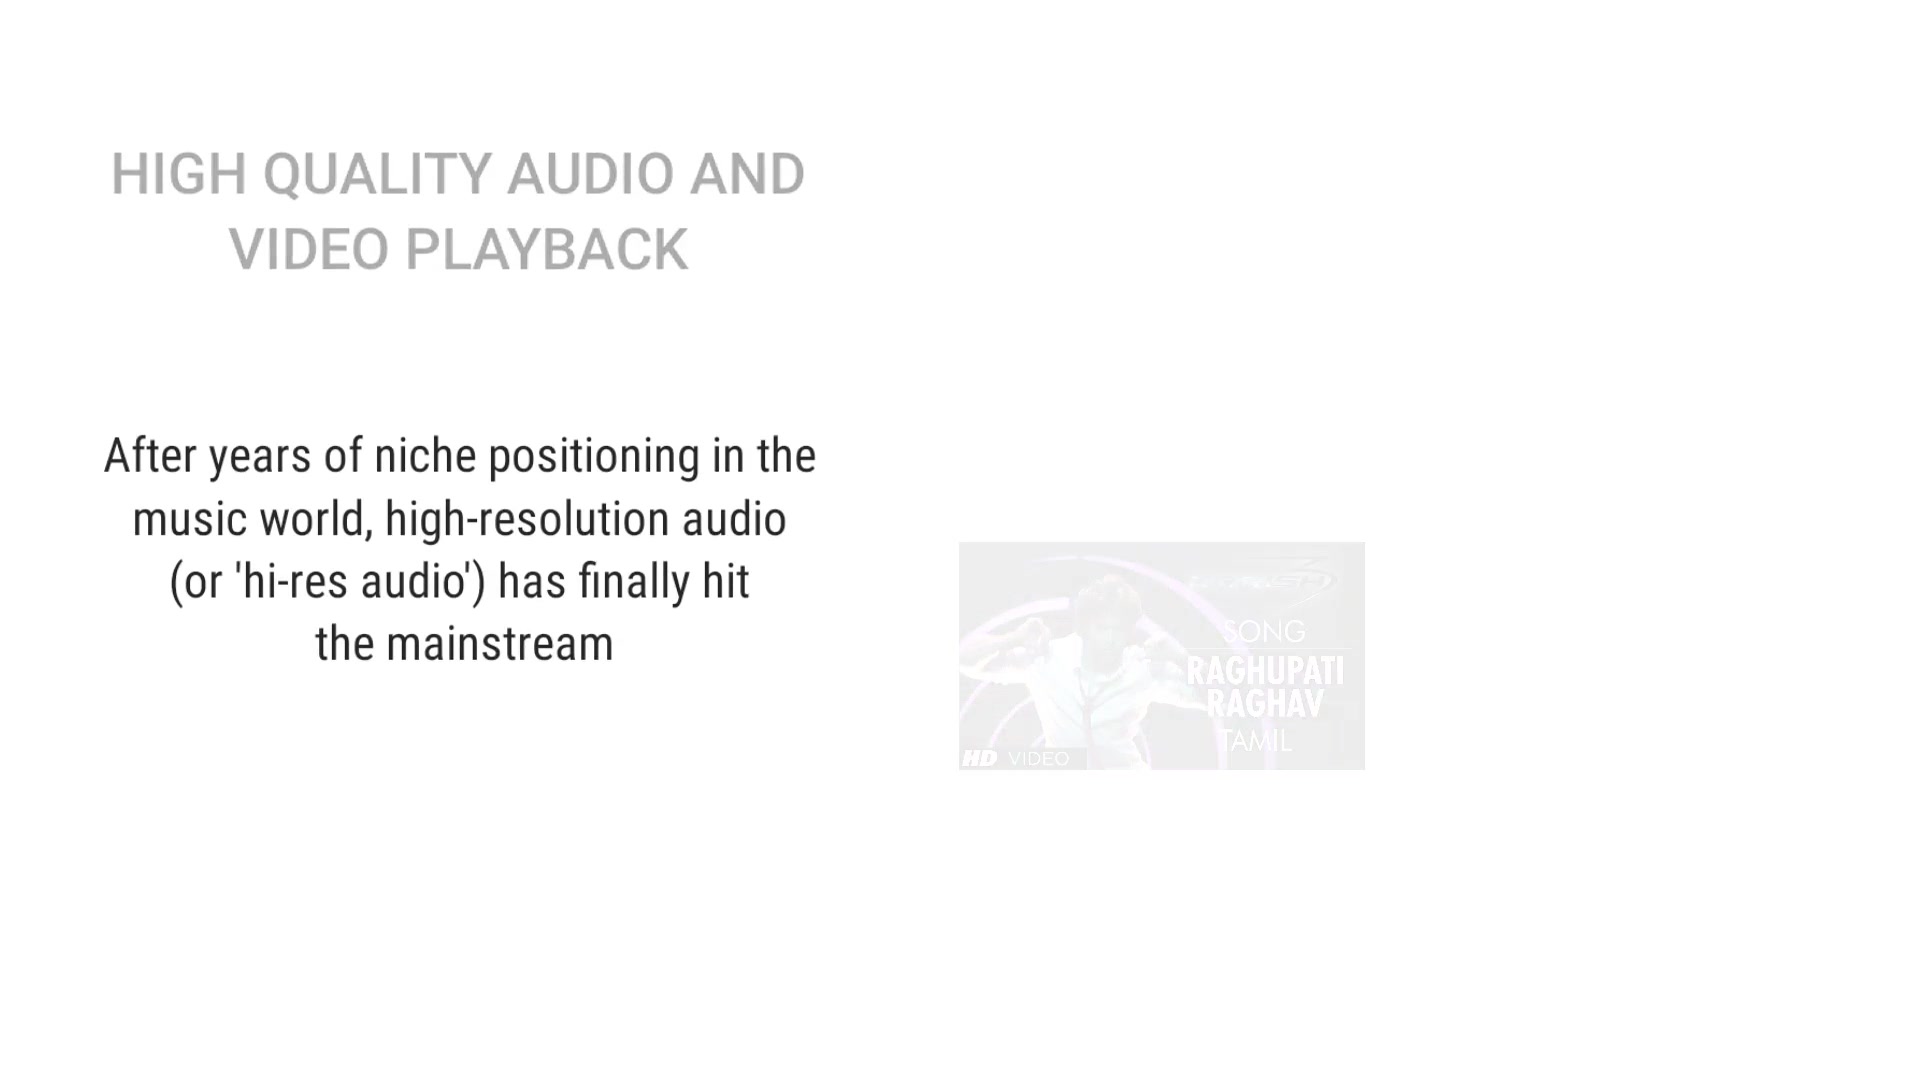 HIGH QUALITY AUDIO AND
VIDEO PLAYBACK
After years of niche positioning in the
music world, high-resolution audio
(or 'hi-res audio') has finally hit
the mainstream
SONG
RAGHUPATI
RAGHAV
TAMIL
HD VIDEO